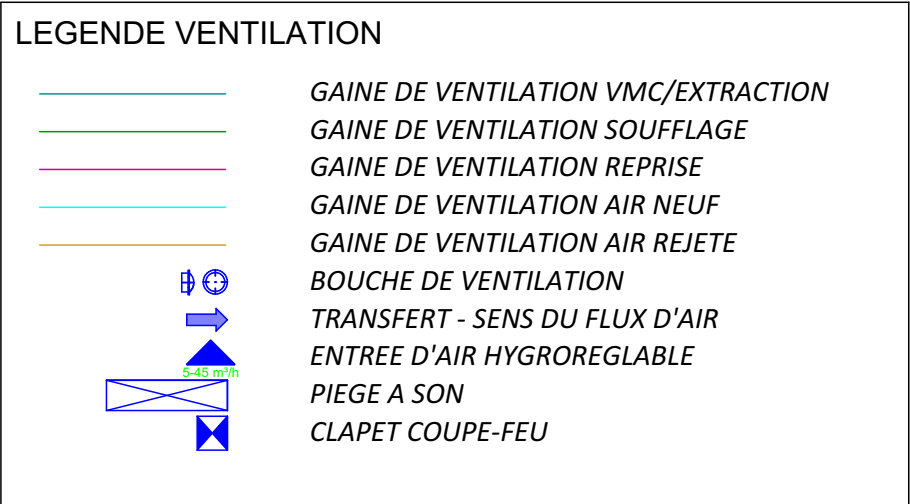 LEGENDE VENTILATION
GAINE DE VENTILATION VMC/EXTRACTION
GAINE DE VENTILATION SOUFFLAGE
GAINE DE VENTILATION REPRISE
GAINE DE VENTILATION AIR NEUF
GAINE DE VENTILATION AIR REJETE
BOUCHE DE VENTILATION
TRANSFERT - SENS DU FLUX D'AIR
ENTREE D'AIR HYGROREGLABLE
5-45 m³/h
PIEGE A SON
CLAPET COUPE-FEU